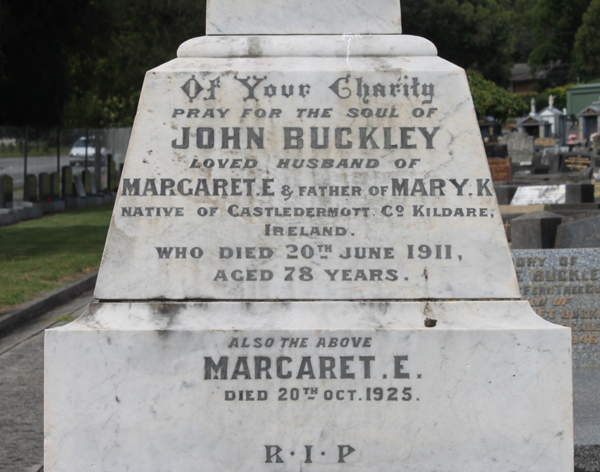 Of Your Charity
PRAY FOR THE SOUL OF
JOHN BUCKLEY
LOVED HUSBAND OF
MARGARET.E & FATHER OF MARY.K
NATIVE OF CASTLEDERMOTT. Cº KILDARE,
IRELAND.
WHO DIED 20TH JUNE 1911,
AGED 78 YEARS.
ALSO THE ABOVE
MARGARET.E.
DIED 20TH OCT. 1925.
R·I·P